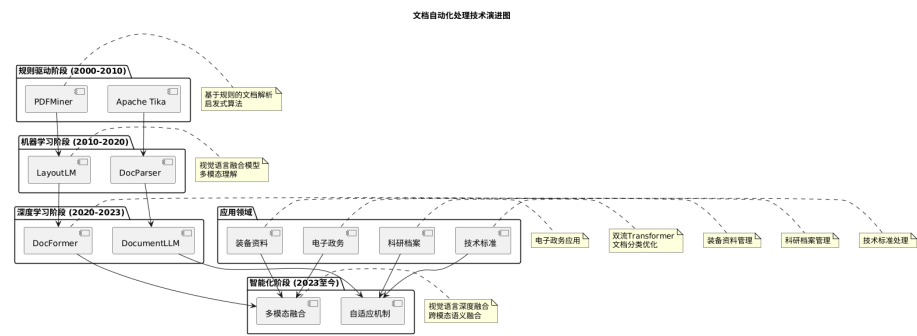 文档自动化处理技术演进图
规则驱动阶段 (2000-2010)
PDFMiner
Apache Tika
基于规则的文档解析
启发式算法
机器学习阶段 (2010-2020)
LayoutLM
DocParser
视觉语言融合模型
多模态理解
深度学习阶段 (2020-2023)
DocFormer
DocumentLLM
应用领域
装备资料
电子政务
科研档案
技术标准
电子政务应用
双流Transformer
文档分类优化
装备资料管理
科研档案管理
技术标准处理
智能化阶段 (2023至今)
多模态融合
自适应机制
视觉语言深度融合
跨模态语义融合